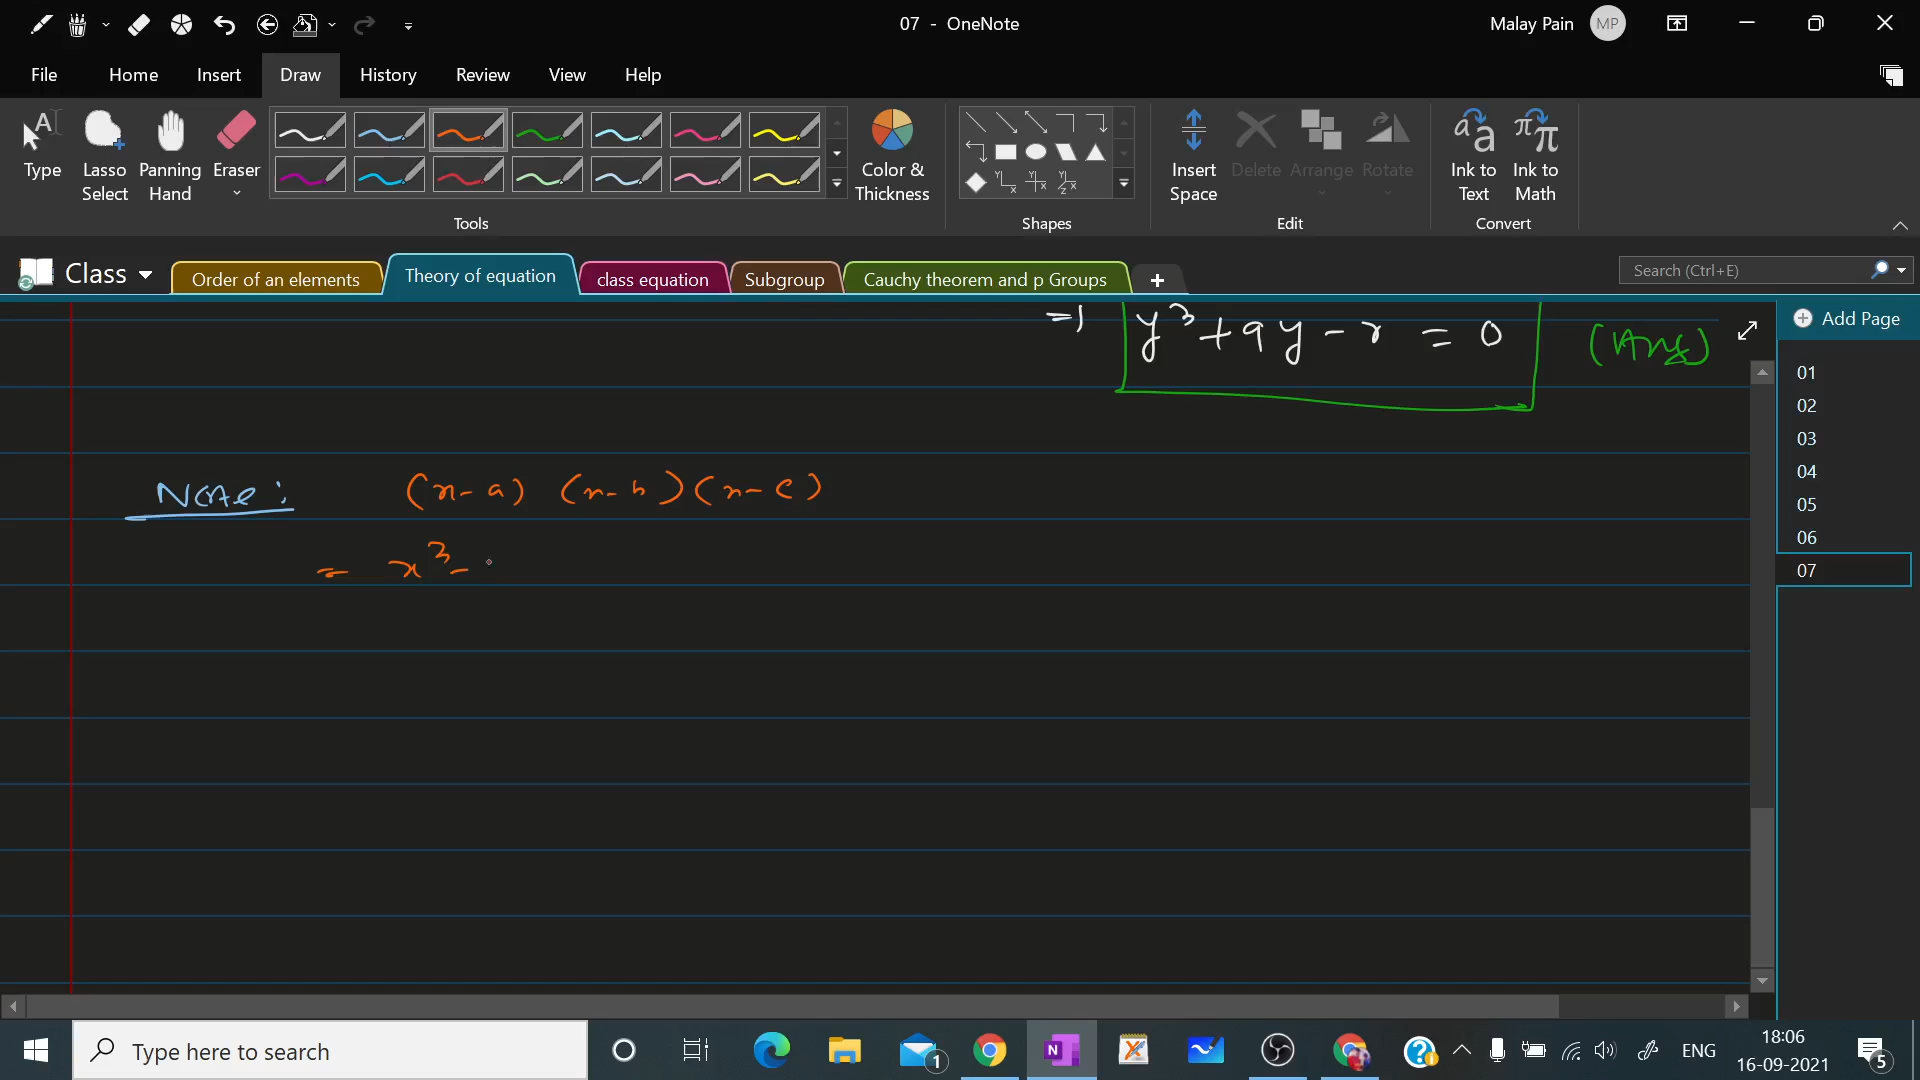 07 - OneNote
Malay Pain MP
File Home Insert Draw History Review View Help
Type
Lasso Select
Panning Hand
Eraser
Color & Thickness
Insert Space
Delete
Arrange
Rotate
Ink to Text
Ink to Math
Tools
Shapes
Edit
Convert
Class
Order of an elements
Theory of equation
class equation
Subgroup
Cauchy theorem and p Groups
Search (Ctrl+E)
Add Page
01
02
03
04
05
06
07
y³ + qy - r = 0 (Ans)
Note: (x-a) (x-b) (x-c)
= x³ -
Type here to search
1
ENG
18:06
16-09-2021
5